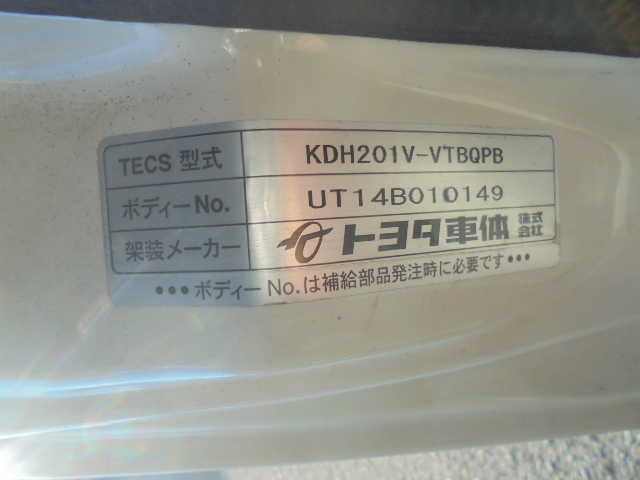 TECS 型式 KDH201V-VTBQPB
ボディーNo. UT14B010149
架装メーカー トヨタ車体 株式会社
•••ボディーNo.は補給部品発注時に必要です•••